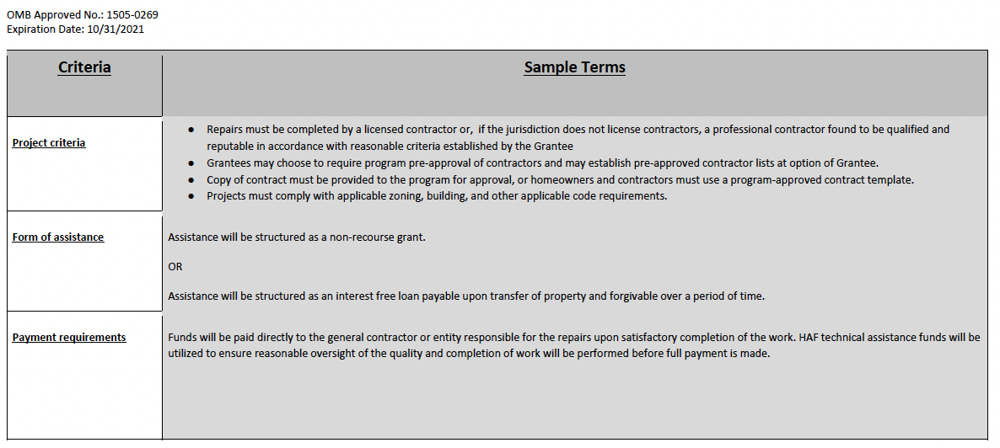 OMB Approved No.: 1505-0269
Expiration Date: 10/31/2021
Criteria
Sample Terms
Project criteria
● Repairs must be completed by a licensed contractor or, if the jurisdiction does not license contractors, a professional contractor found to be qualified and
reputable in accordance with reasonable criteria established by the Grantee
● Grantees may choose to require program pre-approval of contractors and may establish pre-approved contractor lists at option of Grantee.
● Copy of contract must be provided to the program for approval, or homeowners and contractors must use a program-approved contract template.
● Projects must comply with applicable zoning, building, and other applicable code requirements.
Form of assistance
Assistance will be structured as a non-recourse grant.
OR
Assistance will be structured as an interest free loan payable upon transfer of property and forgivable over a period of time.
Payment requirements
Funds will be paid directly to the general contractor or entity responsible for the repairs upon satisfactory completion of the work. HAF technical assistance funds will be
utilized to ensure reasonable oversight of the quality and completion of work will be performed before full payment is made.